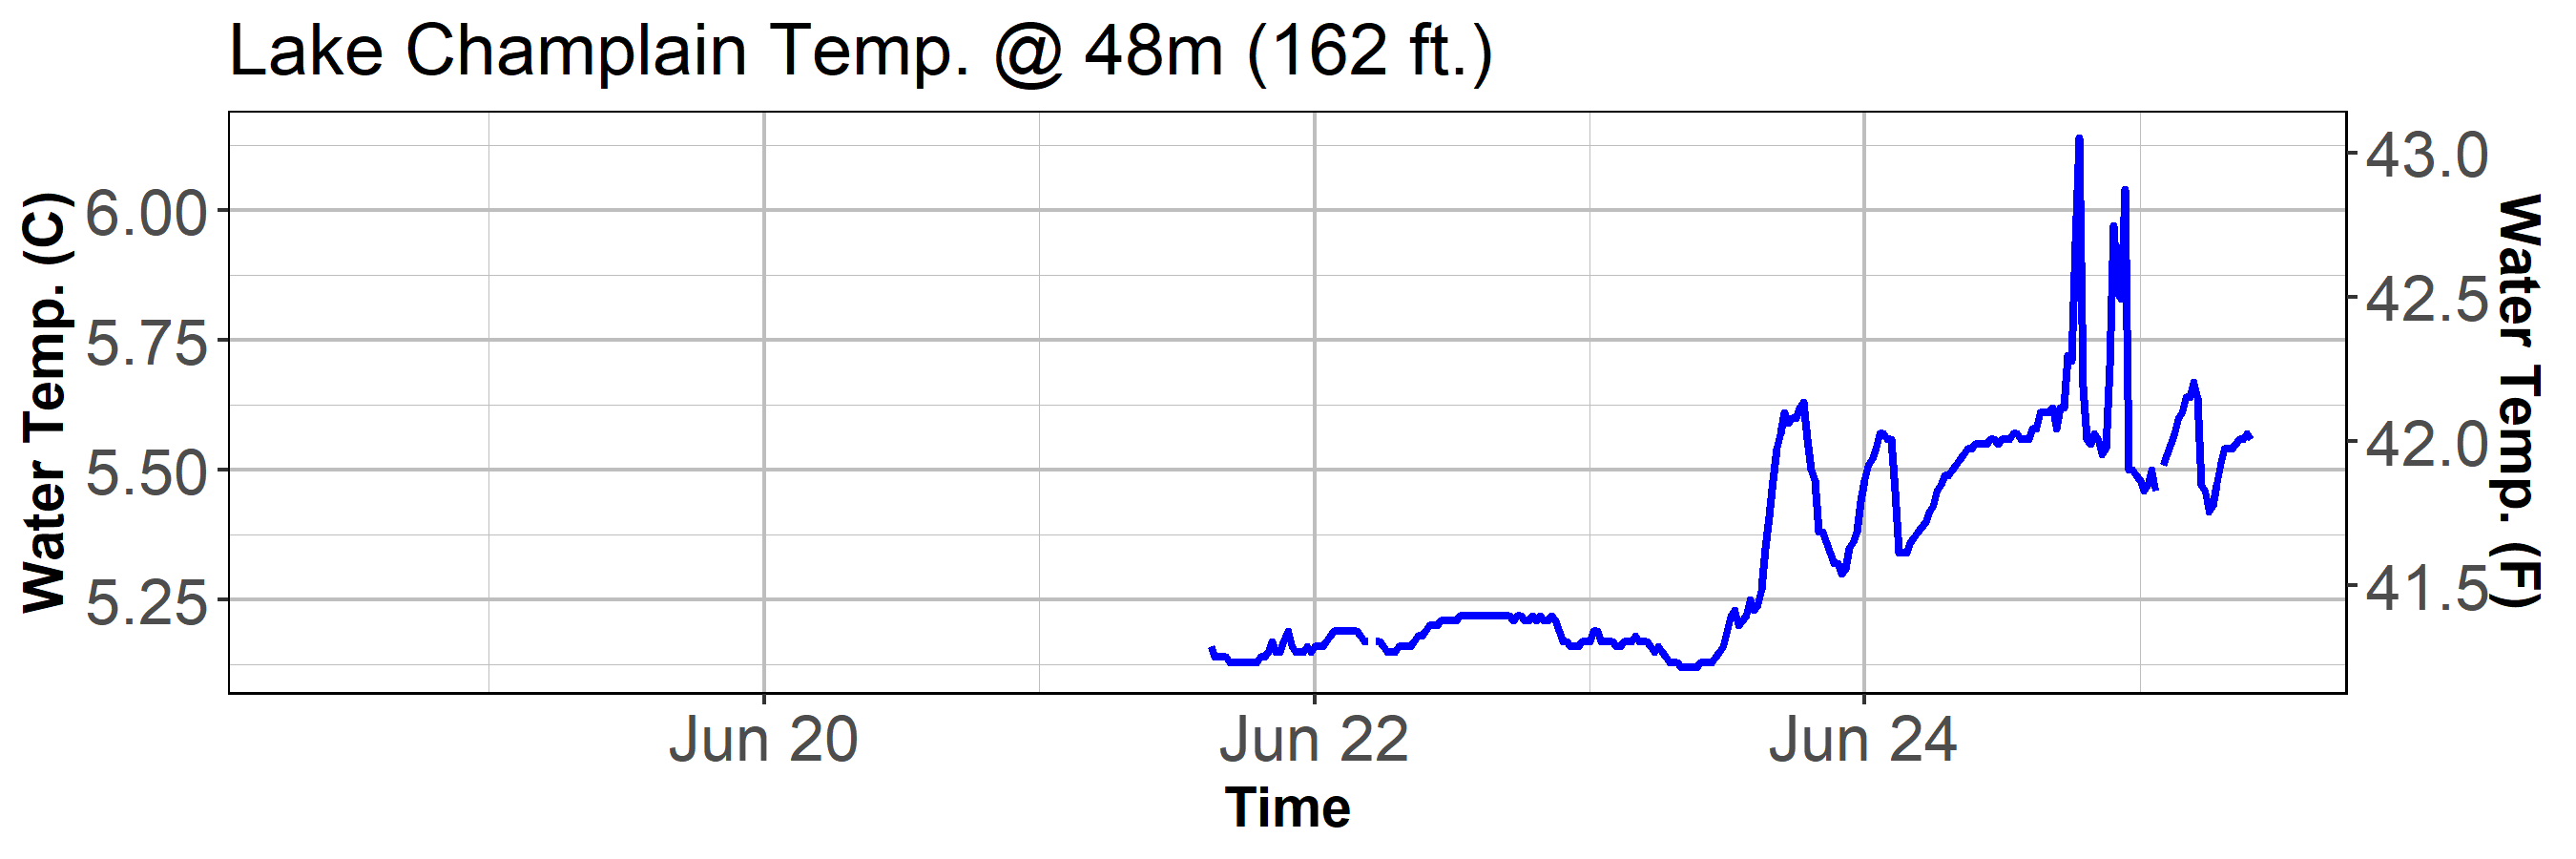 Lake Champlain Temp. @ 48m (162 ft.)
Water Temp. (C)
6.00
5.75
5.50
5.25
43.0
42.5
42.0
41.5
Water Temp. (F)
Jun 20
Jun 22
Jun 24
Time